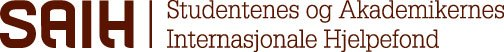 SAIH
Studentenes og Akademikernes
Internasjonale Hjelpefond